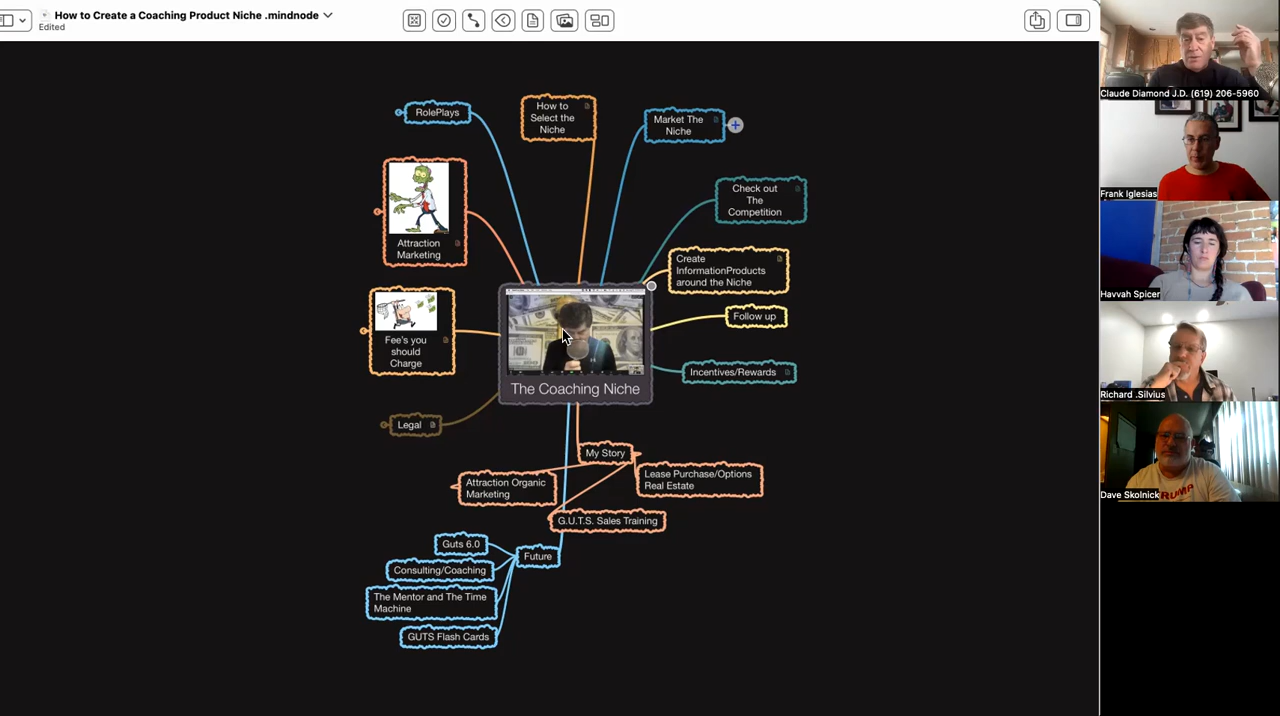 How to Create a Coaching Product Niche .mindnode
Edited
RolePlays
How to
Select the
Niche
Market The
Niche
Check out
The
Competition
Attraction
Marketing
Create
InformationProducts
around the Niche
Follow up
Fee's you
should
Charge
Incentives/Rewards
The Coaching Niche
Legal
My Story
Lease Purchase/Options
Real Estate
Attraction Organic
Marketing
G.U.T.S. Sales Training
Future
Guts 6.0
Consulting/Coaching
The Mentor and The Time
Machine
GUTS Flash Cards
Claude Diamond J.D. (619) 206-5960
Frank Iglesias
Havvah Spicer
Richard .Silvius
Dave Skolnick
TRUMP